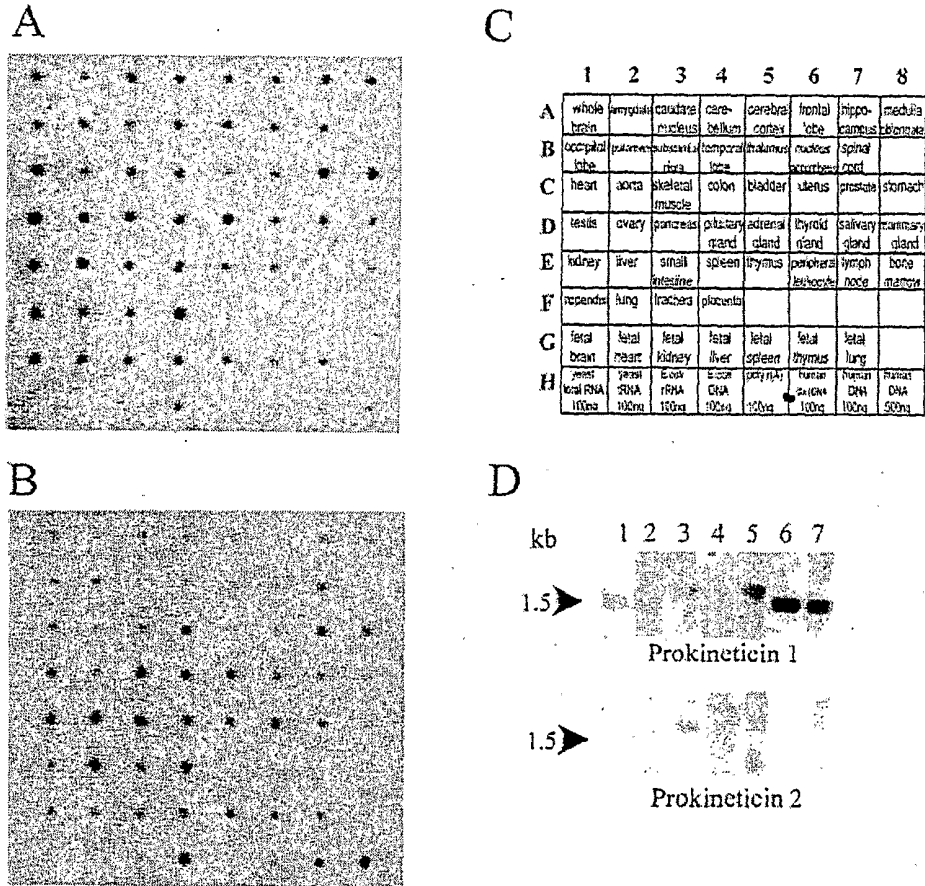 A
C
1 2 3 4 5 6 7 8
A whole amygdala caudate cere- cerebral frontal hippo- medulla
brain nucleus bellum cortex lobe campus oblongata
B occipital putamen substantia temporal thalamus nucleus spinal
lobe nigra lobe accumbens cord
C heart aorta skeletal colon bladder uterus prostate stomach
muscle
D testis ovary pancreas pituitary adrenal thyroid salivary mammary
gland gland gland gland gland
E kidney liver small spleen thymus peripheral lymph bone
intestine leukocyte node marrow
F lung trachea placenta
G fetal fetal fetal fetal fetal fetal fetal
brain heart kidney liver spleen thymus lung
H yeast yeast E.coli E.coli human human human
total RNA tRNA rRNA DNA DNA DNA
100ng 100ng 100ng 100ng 100ng 100ng 100ng 500ng
B
D
kb 1 2 3 4 5 6 7
1.5
Prokineticin 1
1.5
Prokineticin 2